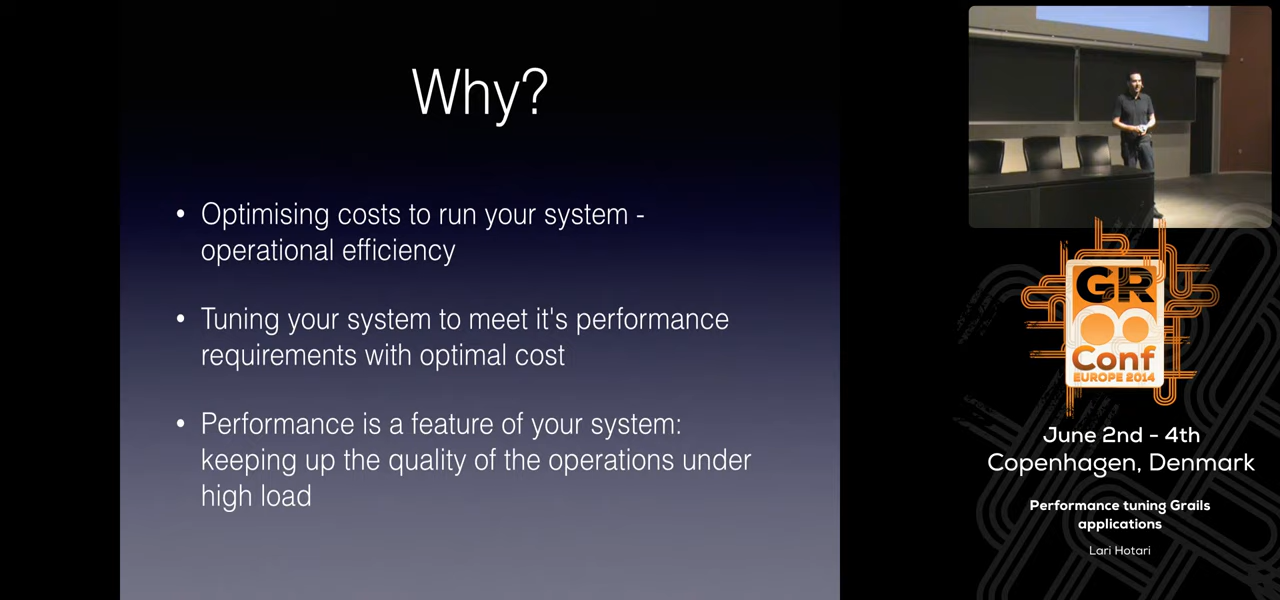 Why?
• Optimising costs to run your system -
operational efficiency
• Tuning your system to meet it's performance
requirements with optimal cost
• Performance is a feature of your system:
keeping up the quality of the operations under
high load
GR
Conf
EUROPE 2014
June 2nd - 4th
Copenhagen, Denmark
Performance tuning Grails
applications
Lari Hotari